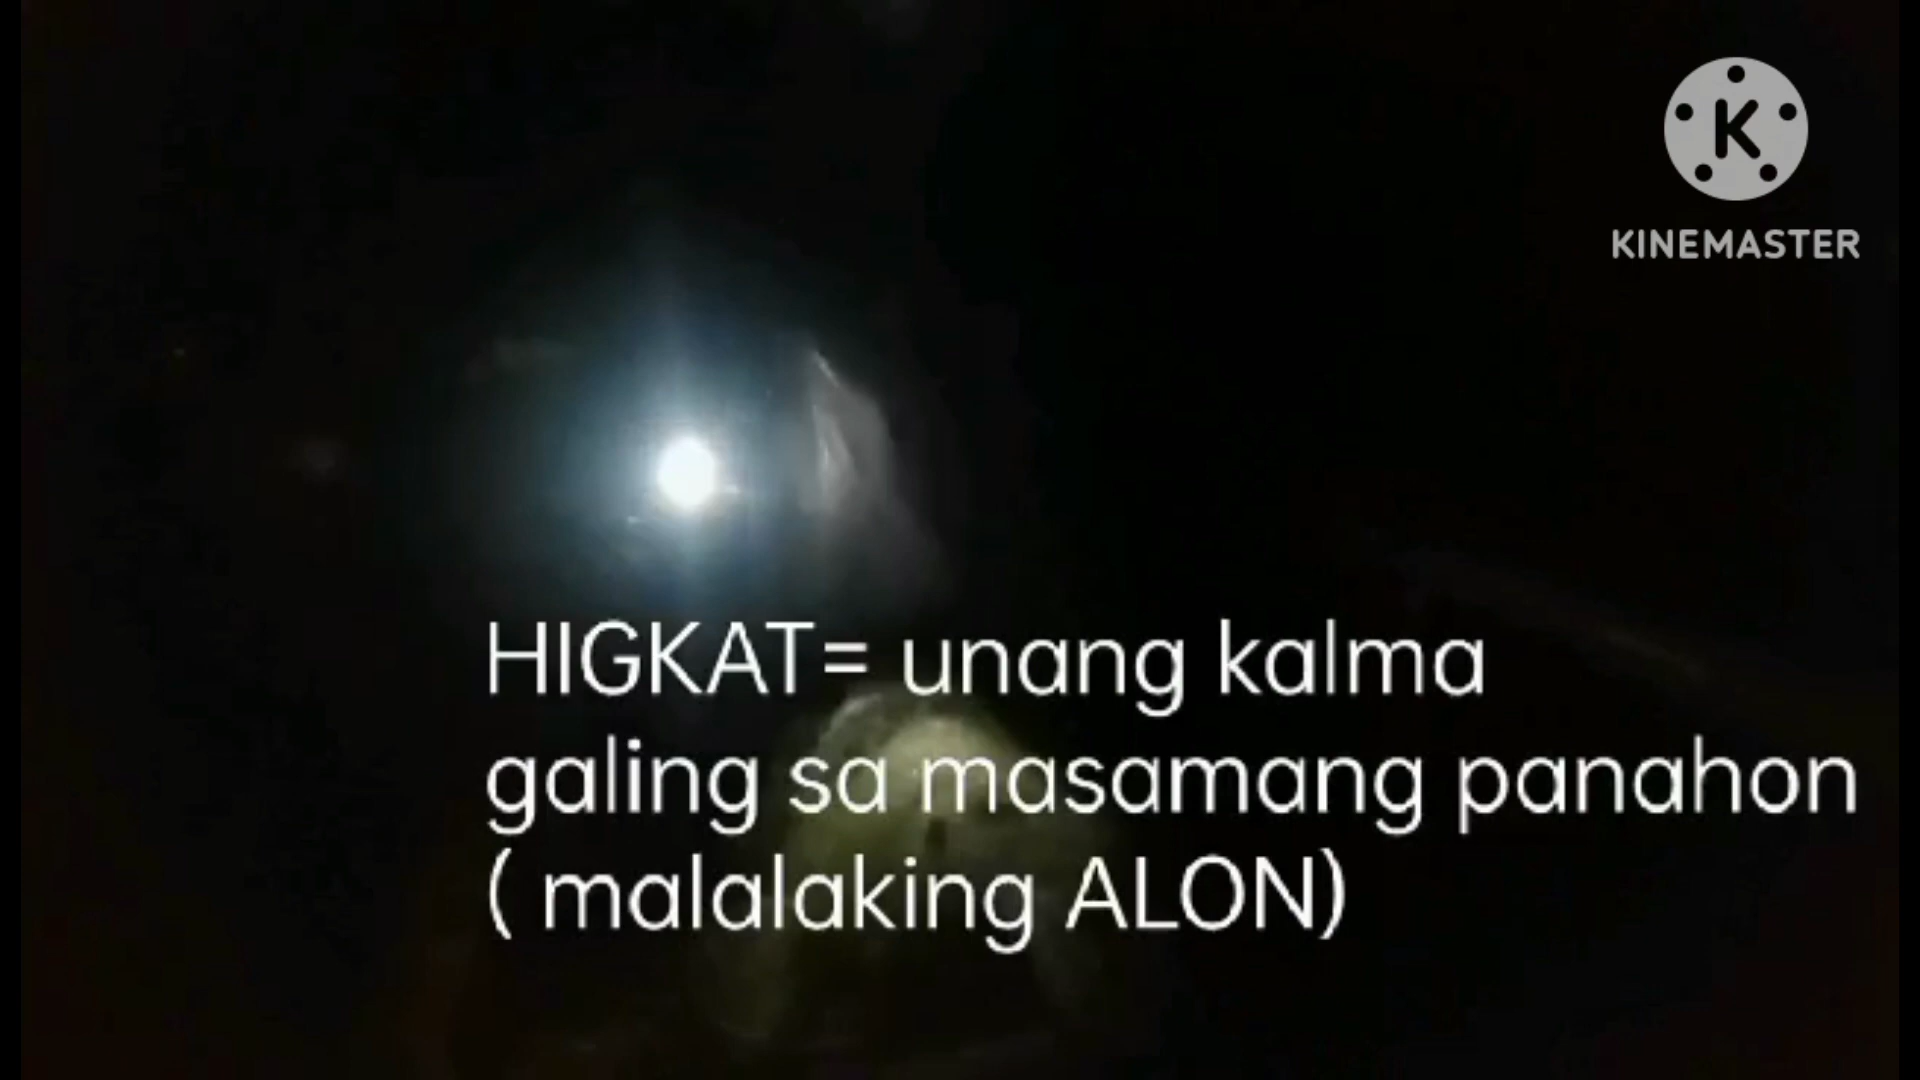 K
KINEMASTER
HIGKAT= unang kalma
galing sa masamang panahon
( malalaking ALON)